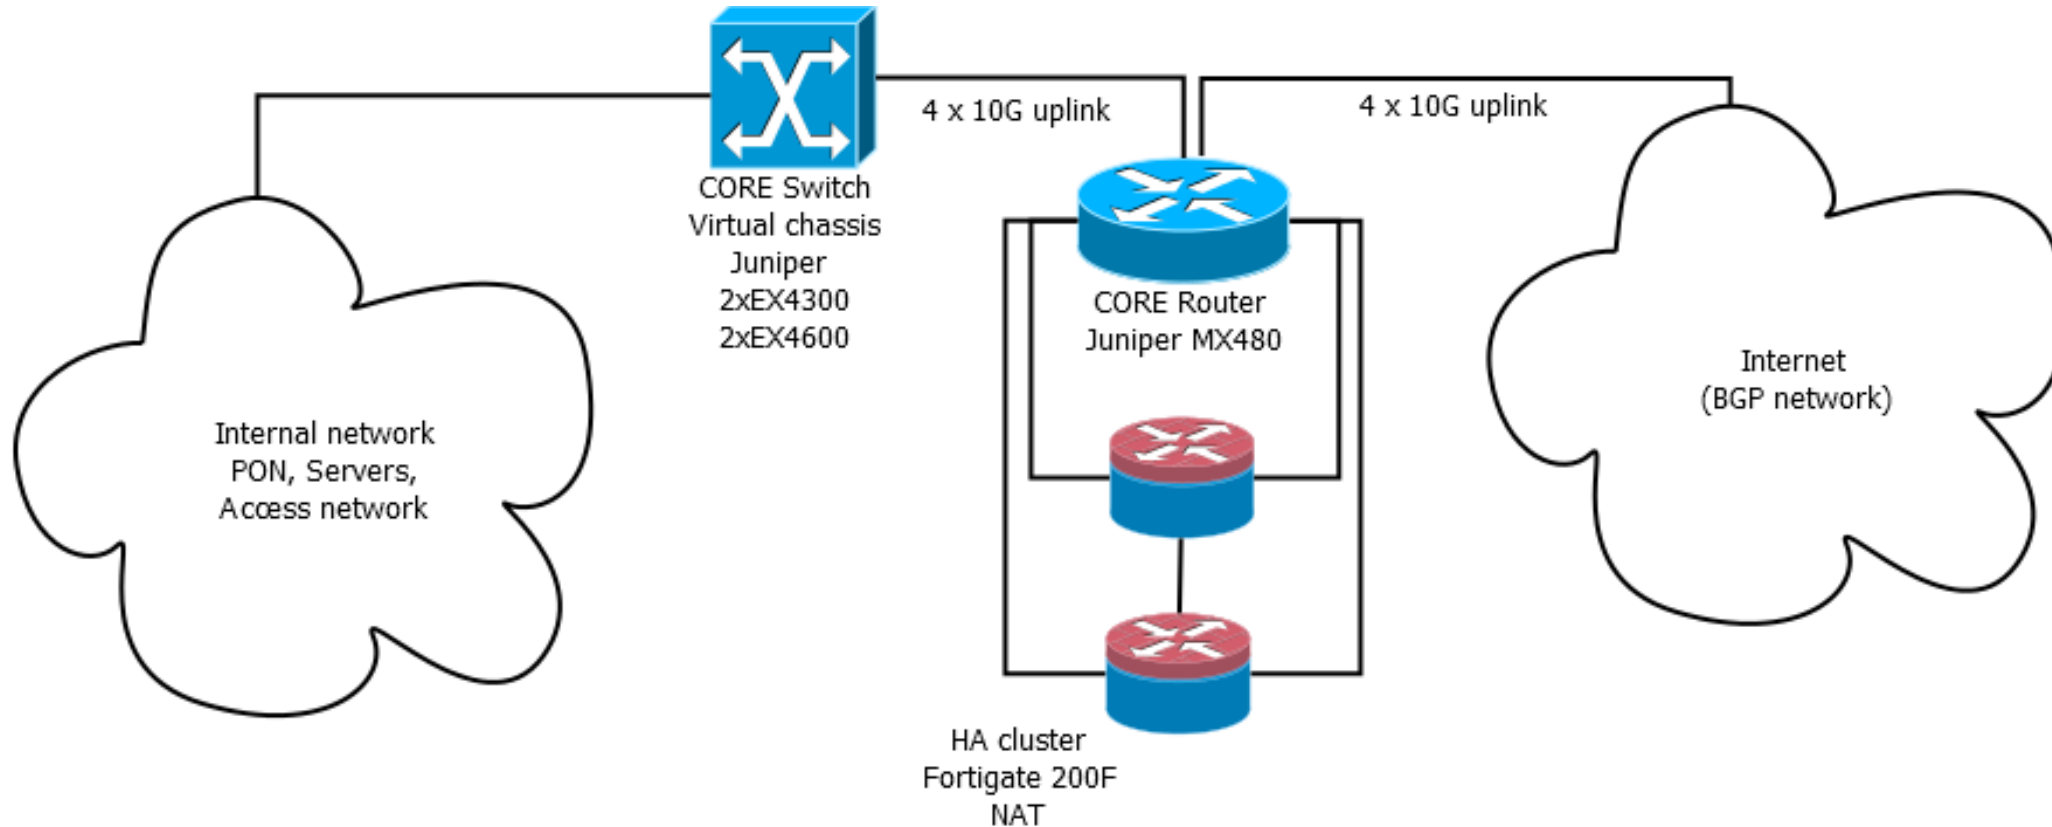 4 x 10G uplink
4 x 10G uplink
CORE Switch
Virtual chassis
Juniper
2xEX4300
2xEX4600
CORE Router
Juniper MX480
Internet
(BGP network)
Internal network
PON, Servers,
Access network
HA cluster
Fortigate 200F
NAT